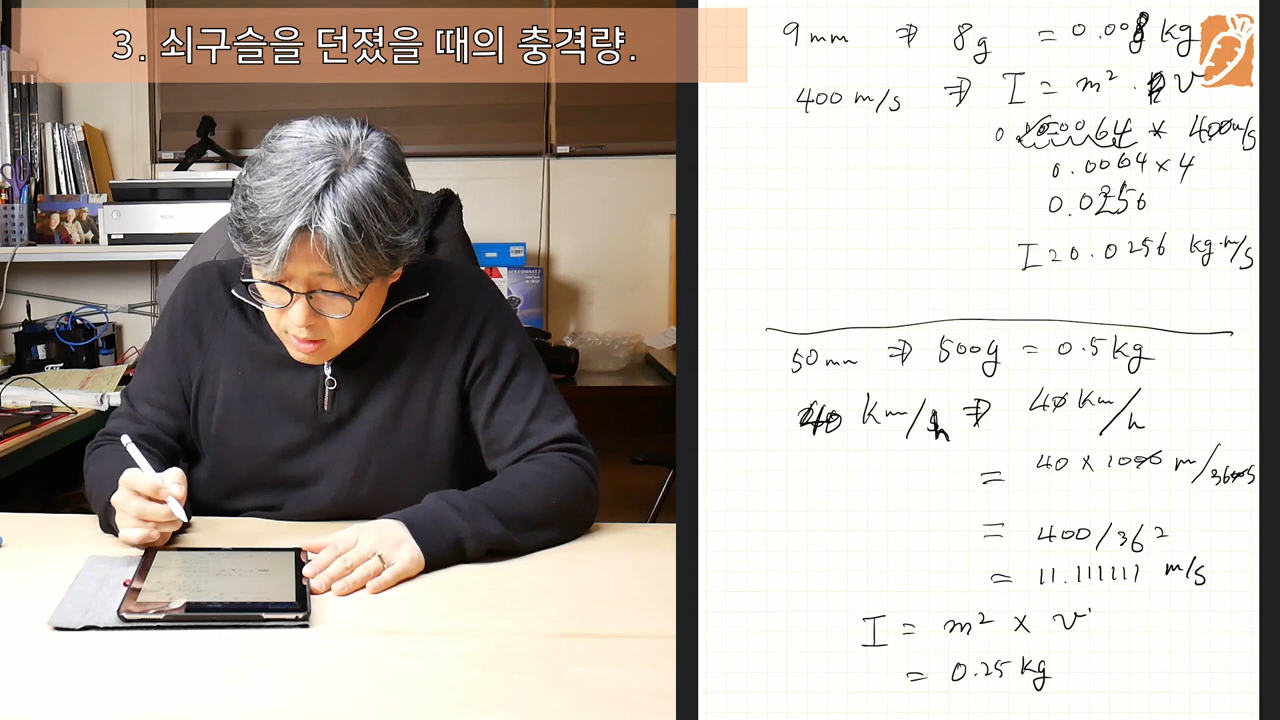 3. 쇠구슬을 던졌을 때의 충격량.
9mm ⇒ 8g = 0.008 kg
400 m/s ⇒ I = m² · v
0.000064 * 400m/s
0.0064 x 4
0.0256
I = 0.0256 kg·m/s
50mm ⇒ 500g = 0.5kg
40 km/h ⇒ 40 km/h
= 40 x 1000 m/3600s
= 400/36
= 11.111111 m/s
I = m² x v
= 0.25 kg